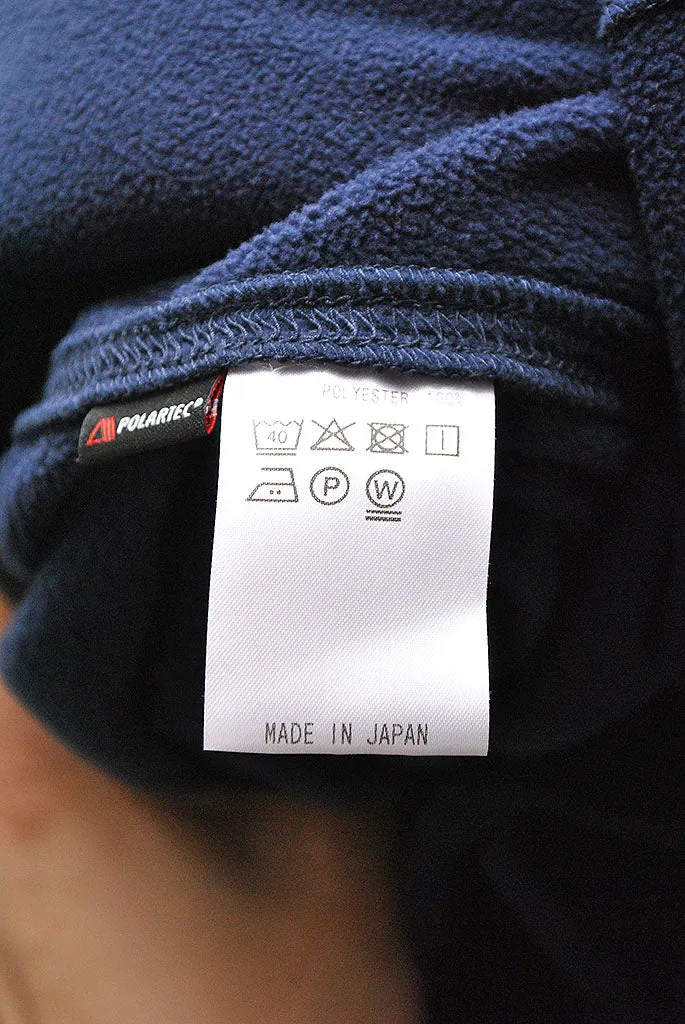 POLYESTER 100%
POLARTEC®
40
P W
MADE IN JAPAN